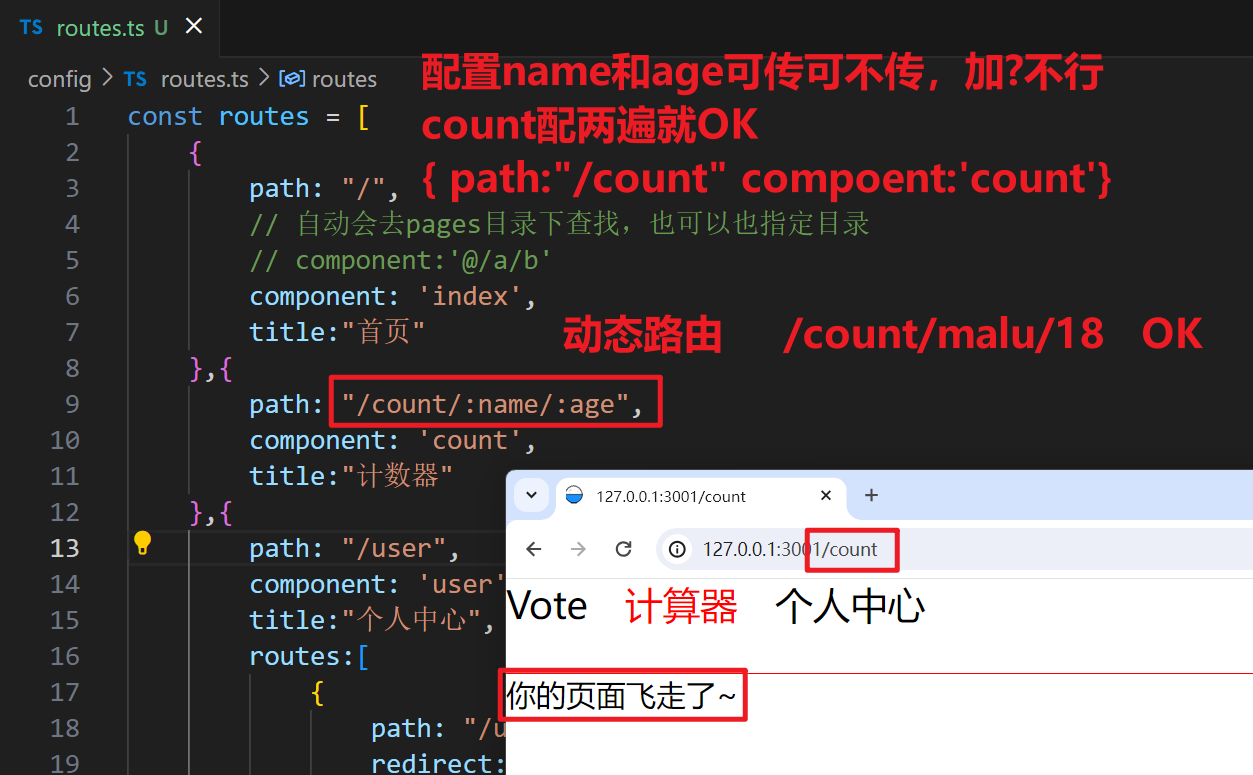 TS routes.ts U ×
config > TS routes.ts > routes
配置name和age可传可不传，加?不行
count配两遍就OK
{ path:"/count" compoent:'count'}
1 const routes = [
2 {
3 path: "/",
4 // 自动会去pages目录下查找，也可以也指定目录
5 // component:'@/a/b'
6 component: 'index',
7 title:"首页"
动态路由 /count/malu/18 OK
8 },{
9 path: "/count/:name/:age",
10 component: 'count',
11 title:"计数器"
12 },{
13 path: "/user",
14 component: 'user'
15 title:"个人中心",
16 routes:[
17 {
18 path: "/u
19 redirect:
127.0.0.1:3001/count × +
127.0.0.1:3001/count
Vote 计算器 个人中心
你的页面飞走了~